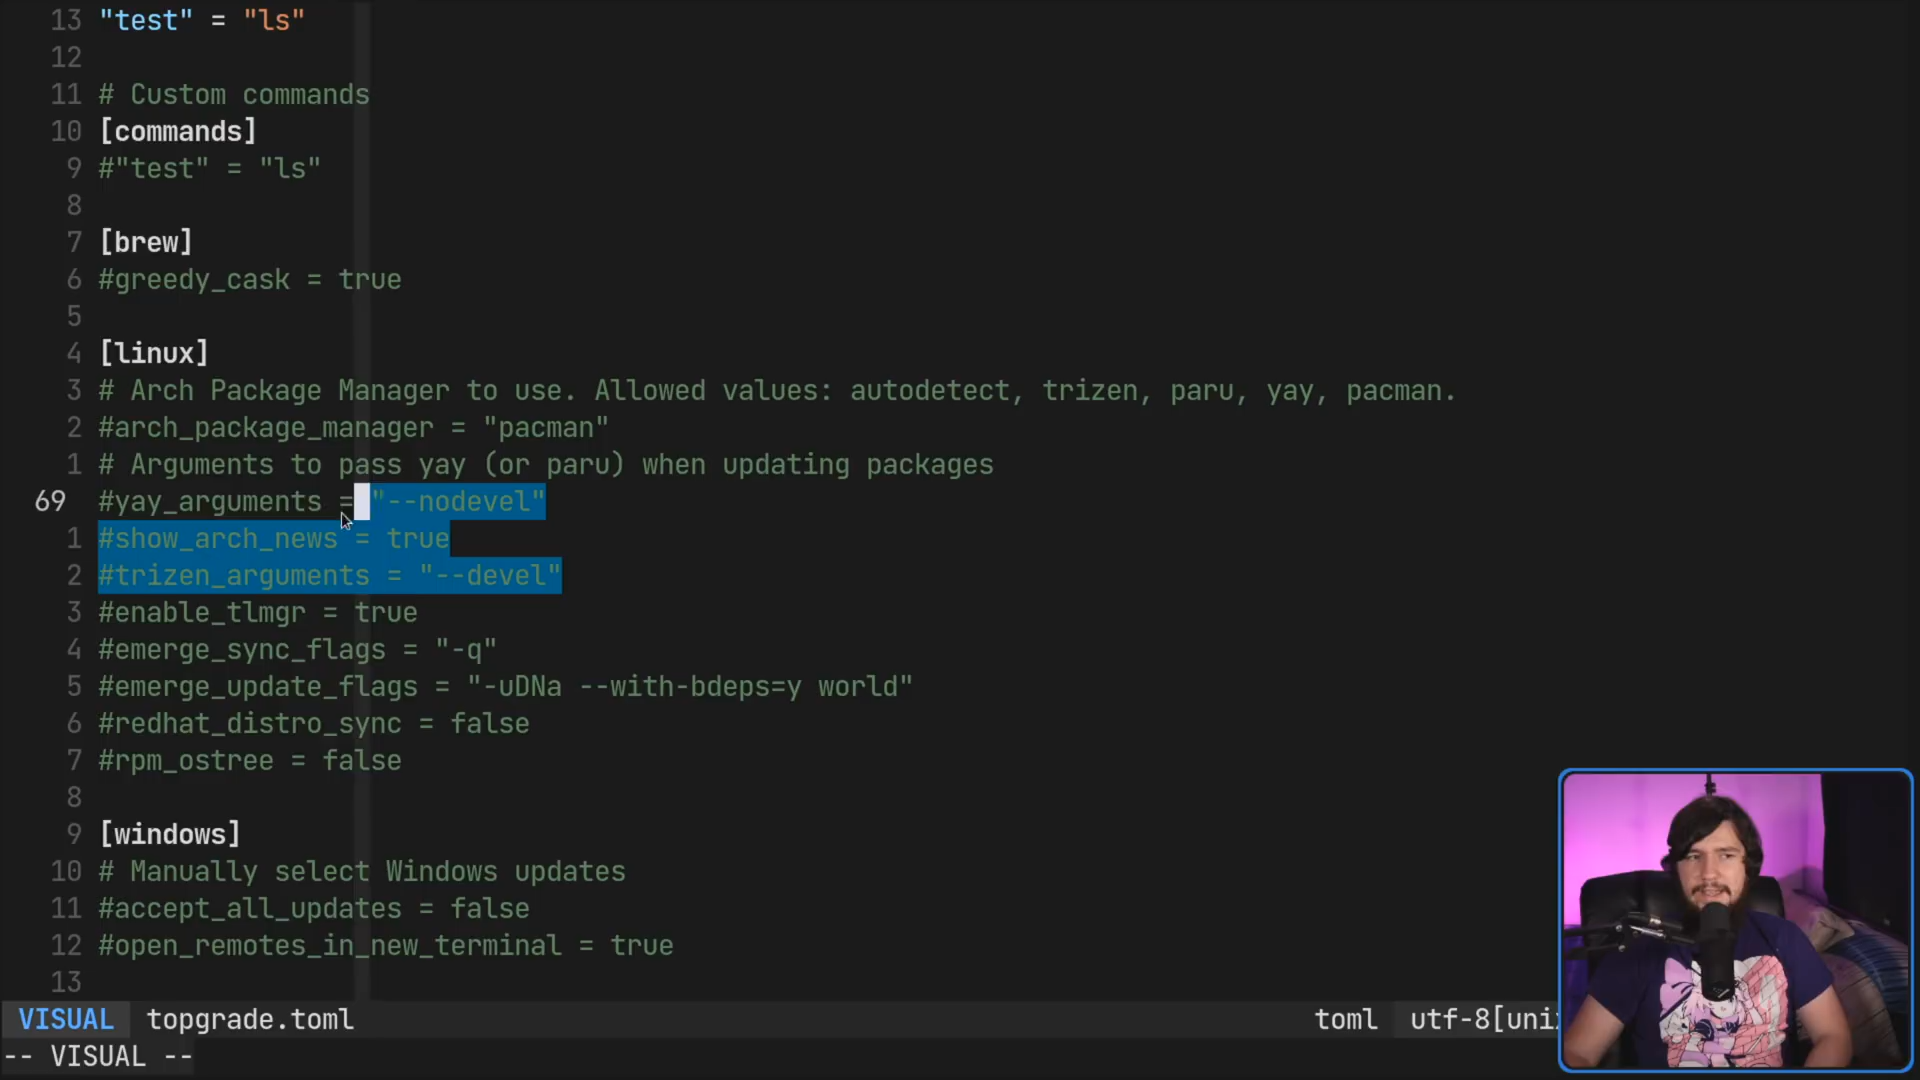 13 "test" = "ls"
12
11 # Custom commands
10 [commands]
9 #"test" = "ls"
8
7 [brew]
6 #greedy_cask = true
5
4 [linux]
3 # Arch Package Manager to use. Allowed values: autodetect, trizen, paru, yay, pacman.
2 #arch_package_manager = "pacman"
1 # Arguments to pass yay (or paru) when updating packages
69 #yay_arguments = "--nodevel"
1 #show_arch_news = true
2 #trizen_arguments = "--devel"
3 #enable_tlmgr = true
4 #emerge_sync_flags = "-q"
5 #emerge_update_flags = "-uDNa --with-bdeps=y world"
6 #redhat_distro_sync = false
7 #rpm_ostree = false
8
9 [windows]
10 # Manually select Windows updates
11 #accept_all_updates = false
12 #open_remotes_in_new_terminal = true
13
VISUAL topgrade.toml toml utf-8[unix
-- VISUAL --